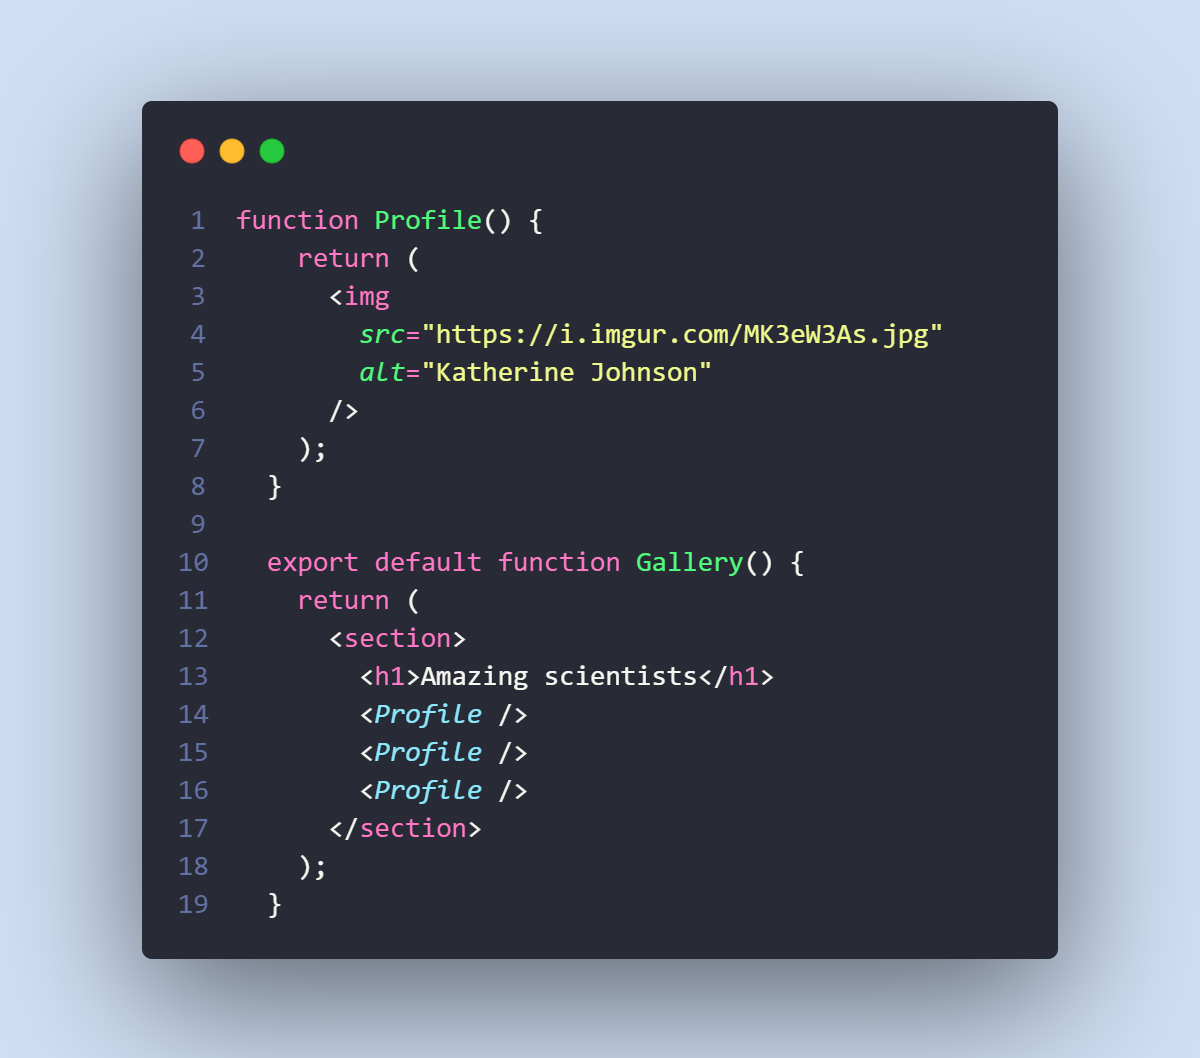 1 function Profile() {
2     return (
3       <img
4         src="https://i.imgur.com/MK3eW3As.jpg"
5         alt="Katherine Johnson"
6       />
7     );
8   }
9
10   export default function Gallery() {
11     return (
12       <section>
13         <h1>Amazing scientists</h1>
14         <Profile />
15         <Profile />
16         <Profile />
17       </section>
18     );
19   }